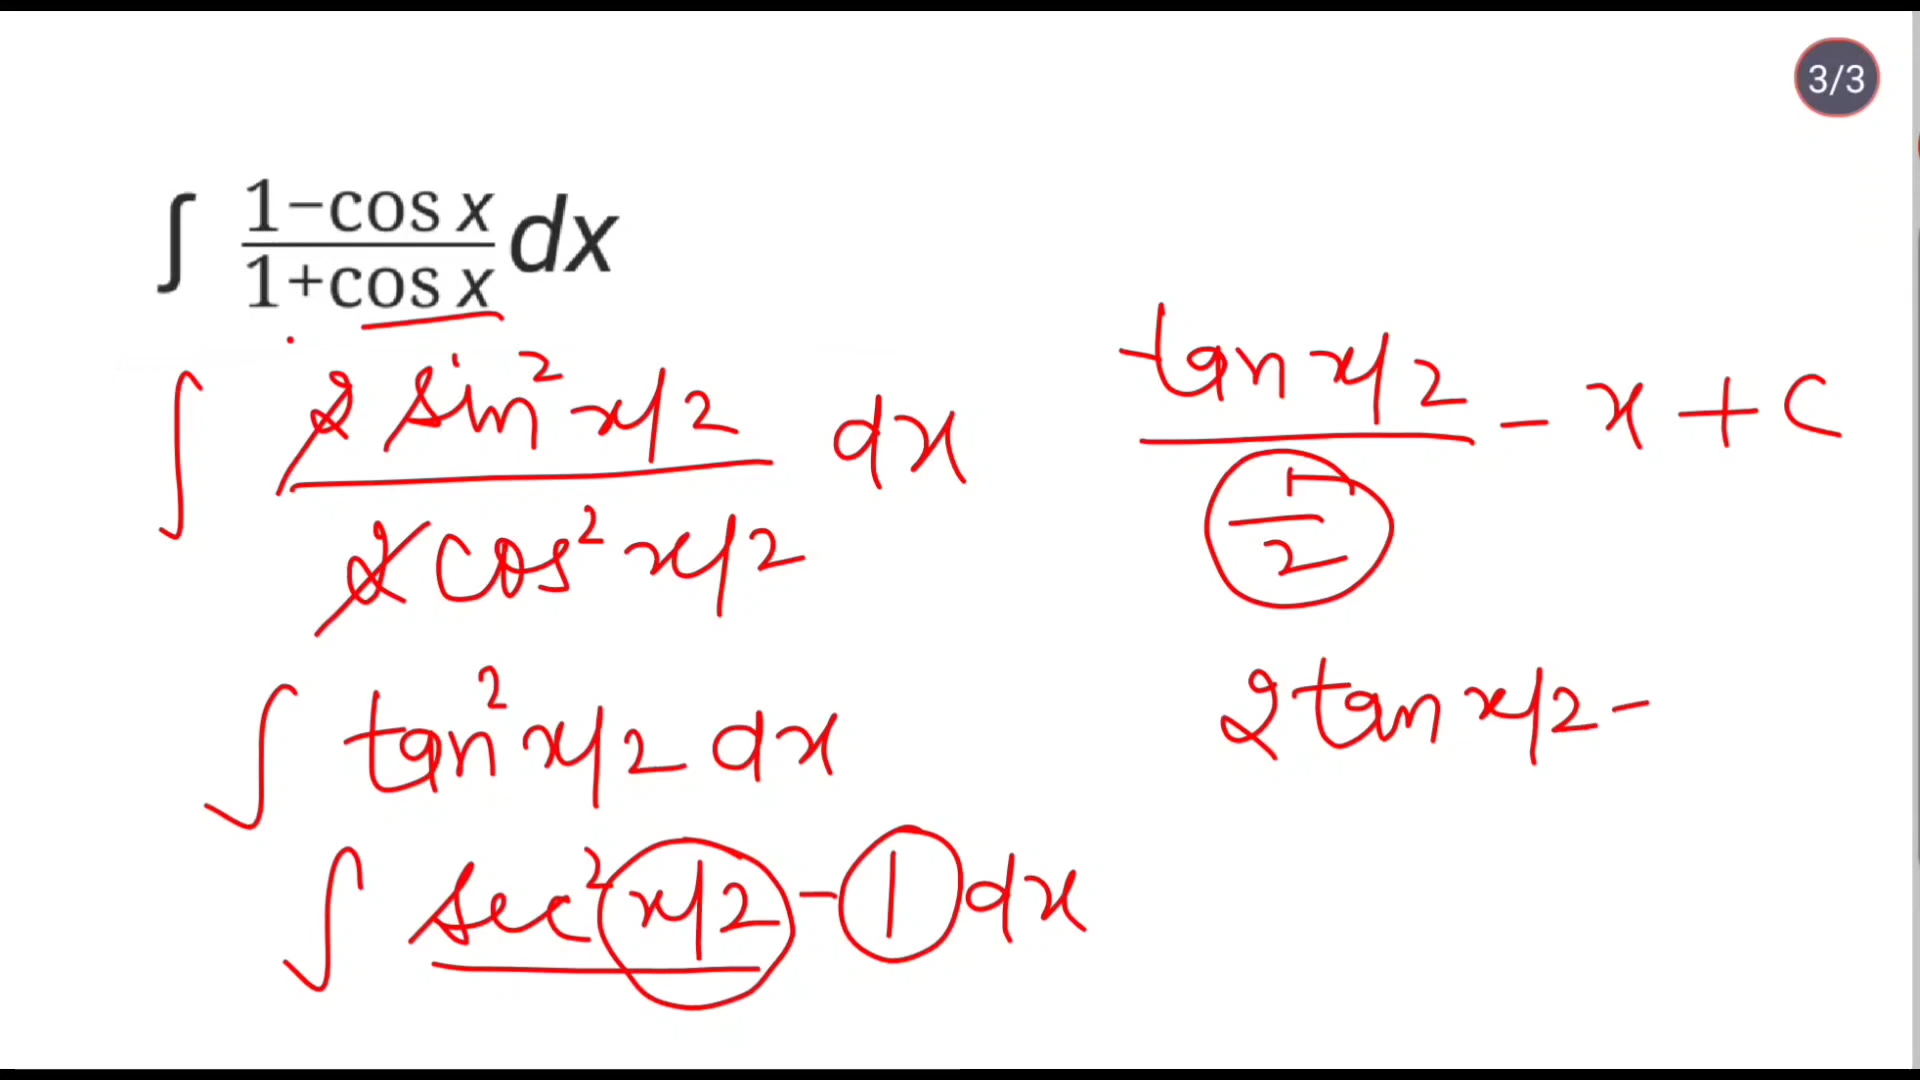 3/3
∫ (1−cos x)/(1+cos x) dx
∫ (2 sin² x/2)/(2 cos² x/2) dx
∫ tan² x/2 dx
∫ sec² x/2 − 1 dx
(tan x/2)/(1/2) − x + C
2 tan x/2 −